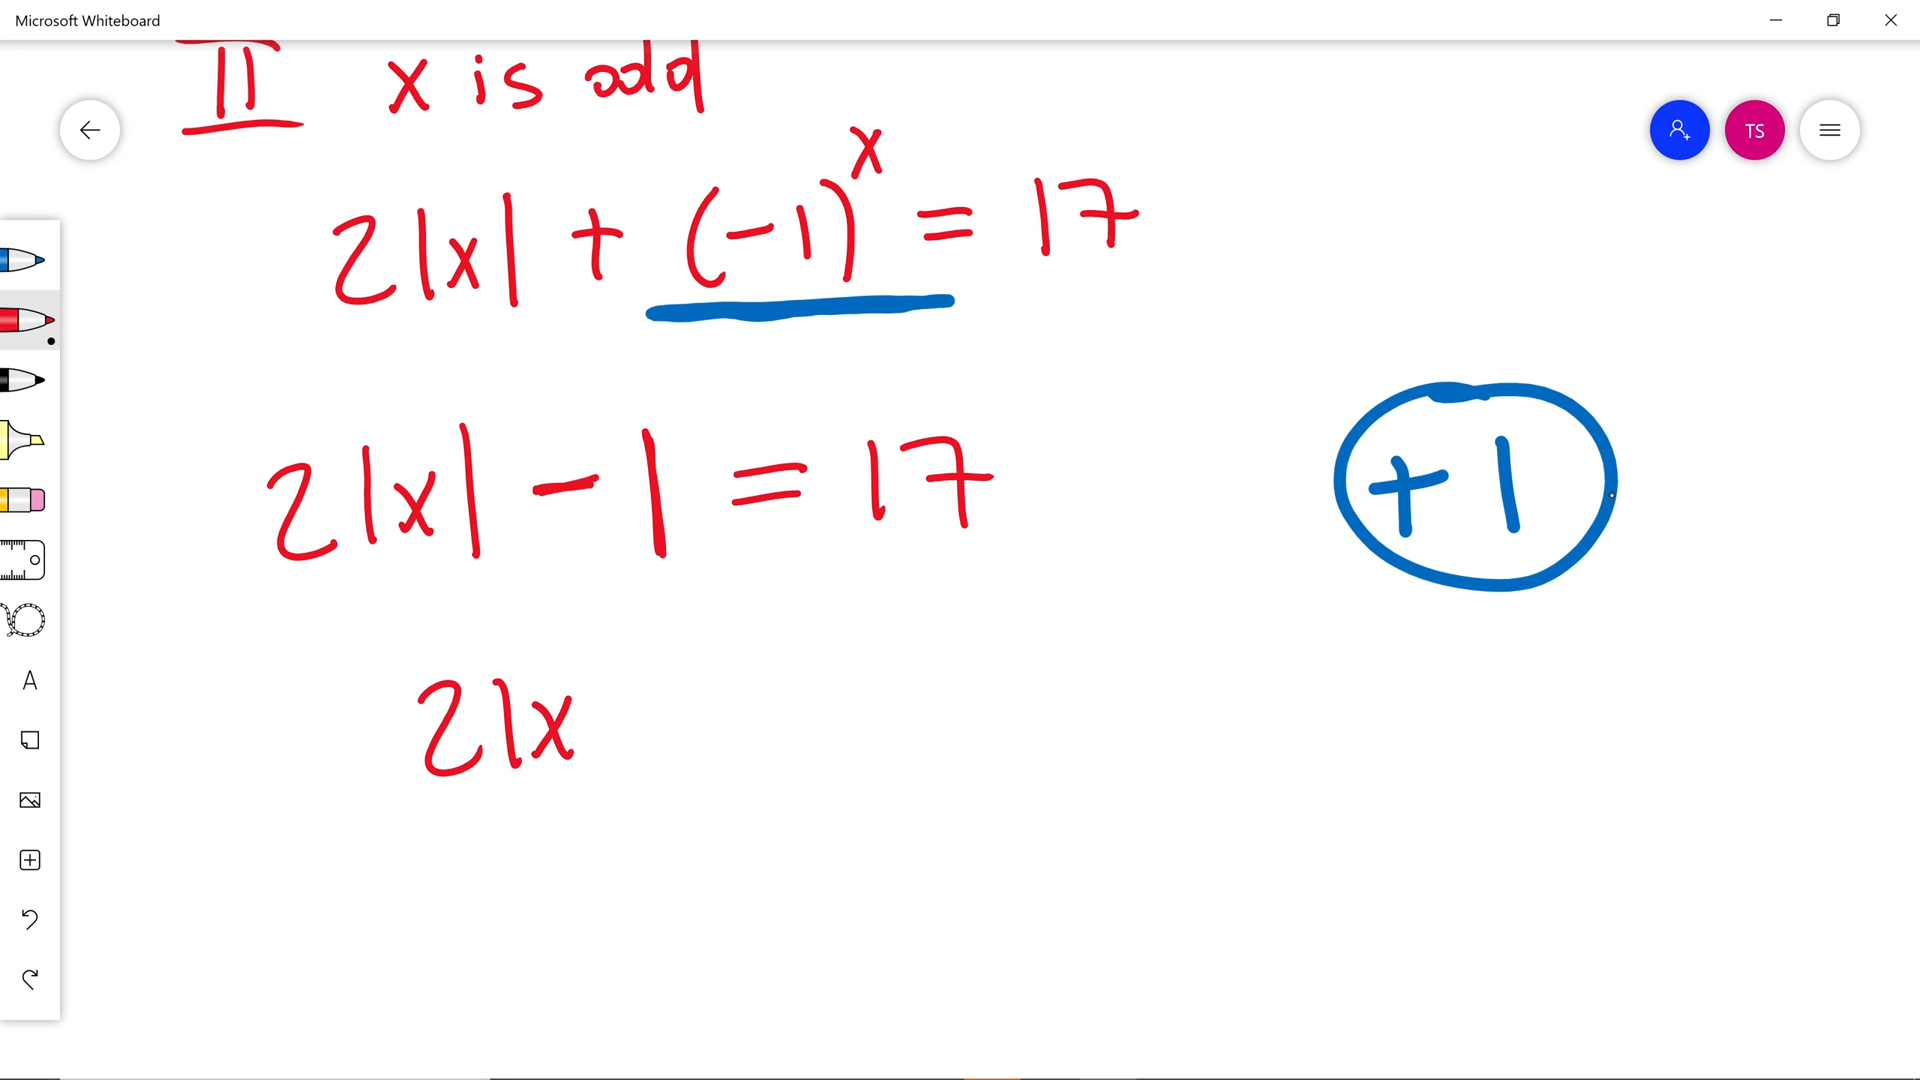 Microsoft Whiteboard
II x is odd
2|x| + (-1)^x = 17
TS
2|x| - 1 = 17
+ 1
2|x
A